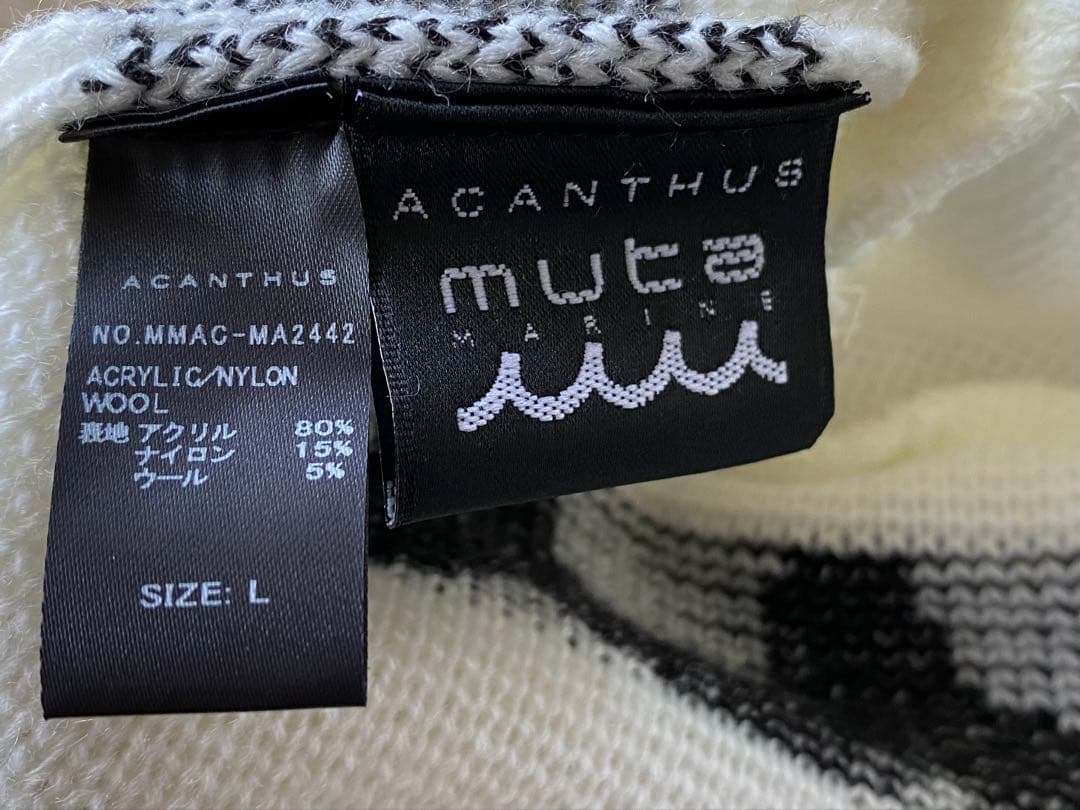 ACANTHUS
NO.MMAC-MA2442
ACRYLIC/NYLON
WOOL
表地 アクリル 80%
ナイロン 15%
ウール 5%
SIZE: L
ACANTHUS
muta
MARINE